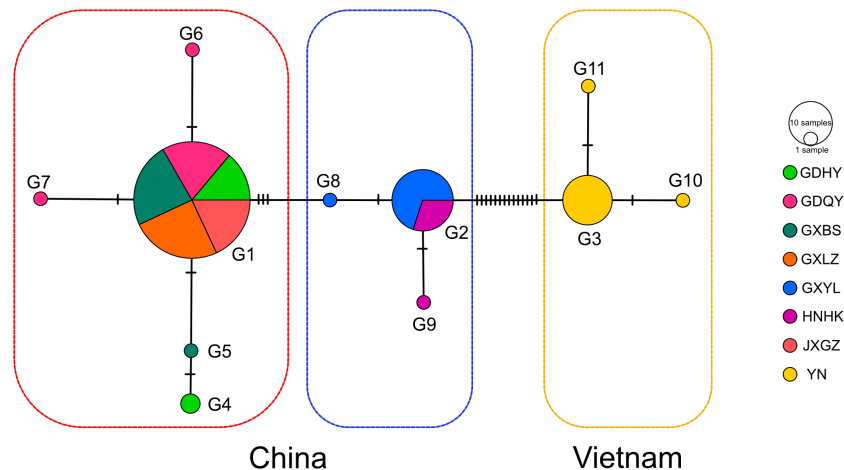 G6
G11
10 samples
1 sample
GDHY
G7
G8
G10
GDQY
G1
G2
G3
GXBS
GXLZ
GXYL
G9
HNHK
G5
JXGZ
YN
G4
China
Vietnam